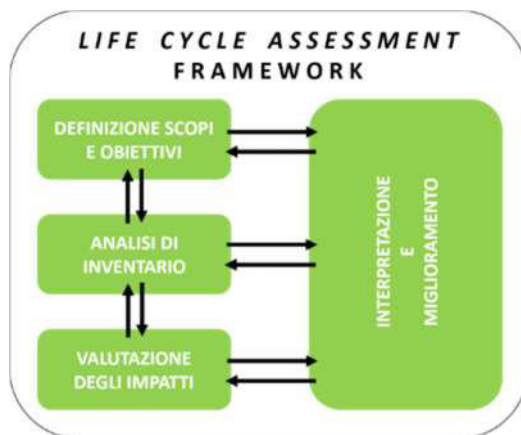 LIFE CYCLE ASSESSMENT
FRAMEWORK
DEFINIZIONE SCOPI
E OBIETTIVI
ANALISI DI
INVENTARIO
VALUTAZIONE
DEGLI IMPATTI
INTERPRETAZIONE
E
MIGLIORAMENTO